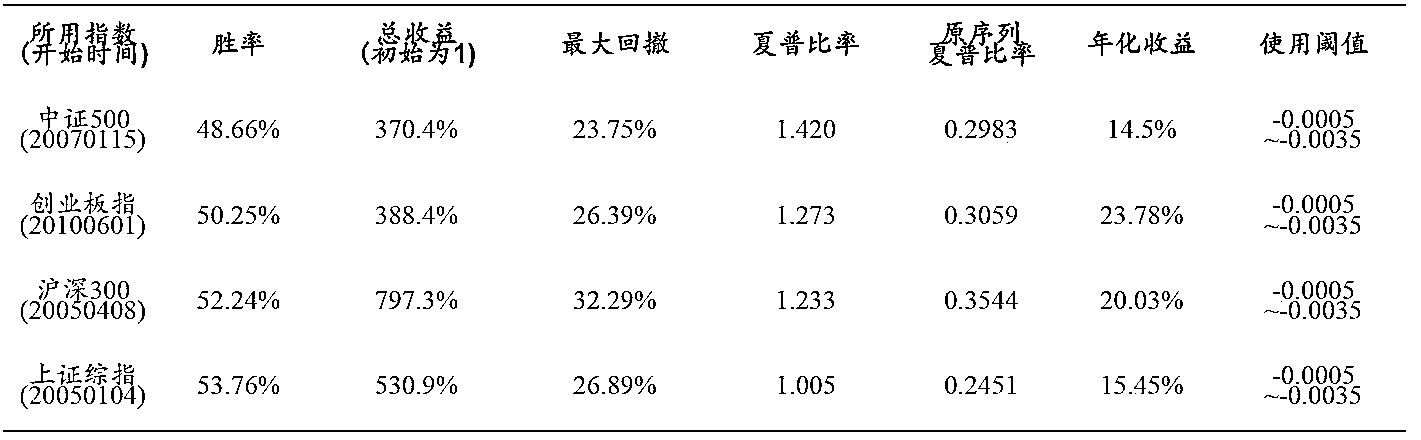 所用指数 胜率 总收益 最大回撤 夏普比率 原序列 年化收益 使用阈值
(开始时间) (初始为1) 夏普比率
中证500 48.66% 370.4% 23.75% 1.420 0.2983 14.5% -0.0005
(20070115) ~-0.0035
创业板指 50.25% 388.4% 26.39% 1.273 0.3059 23.78% -0.0005
(20100601) ~-0.0035
沪深300 52.24% 797.3% 32.29% 1.233 0.3544 20.03% -0.0005
(20050408) ~-0.0035
上证综指 53.76% 530.9% 26.89% 1.005 0.2451 15.45% -0.0005
(20050104) ~-0.0035